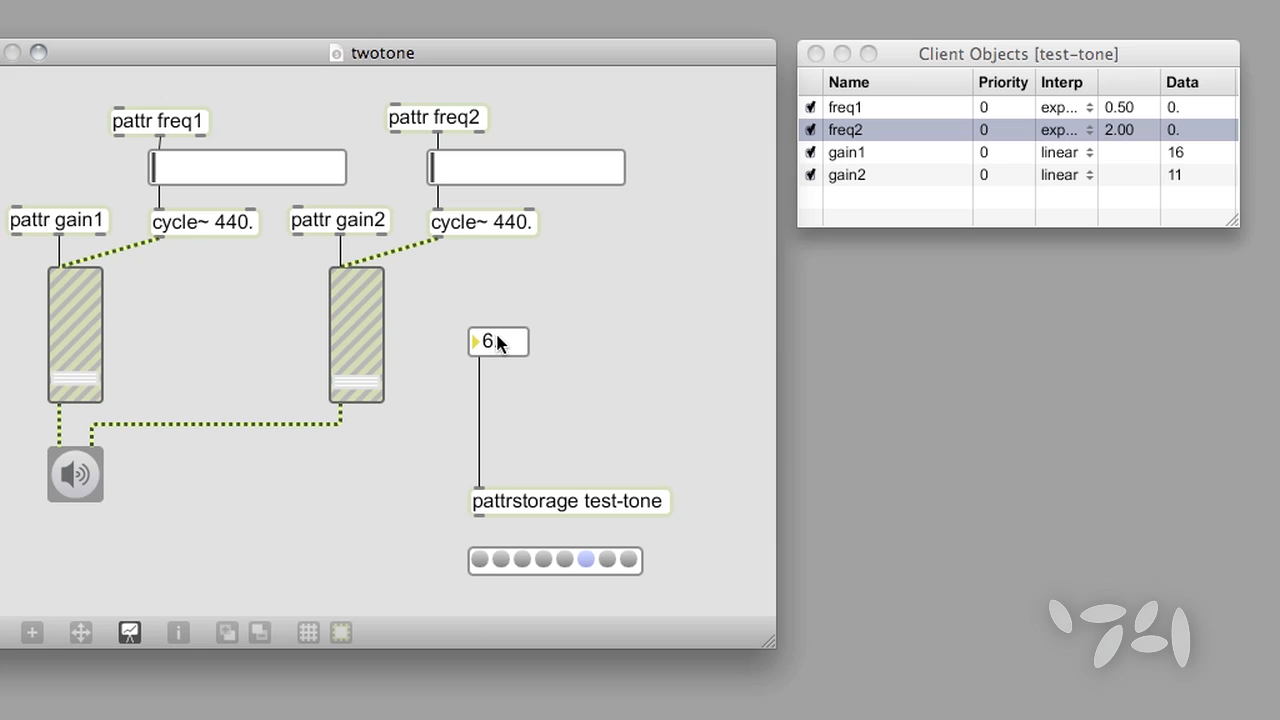 twotone
pattr freq1
pattr freq2
pattr gain1
cycle~ 440.
pattr gain2
cycle~ 440.
6.
pattrstorage test-tone
Client Objects [test-tone]
Name Priority Interp Data
freq1 0 exp... 0.50 0.
freq2 0 exp... 2.00 0.
gain1 0 linear 16
gain2 0 linear 11